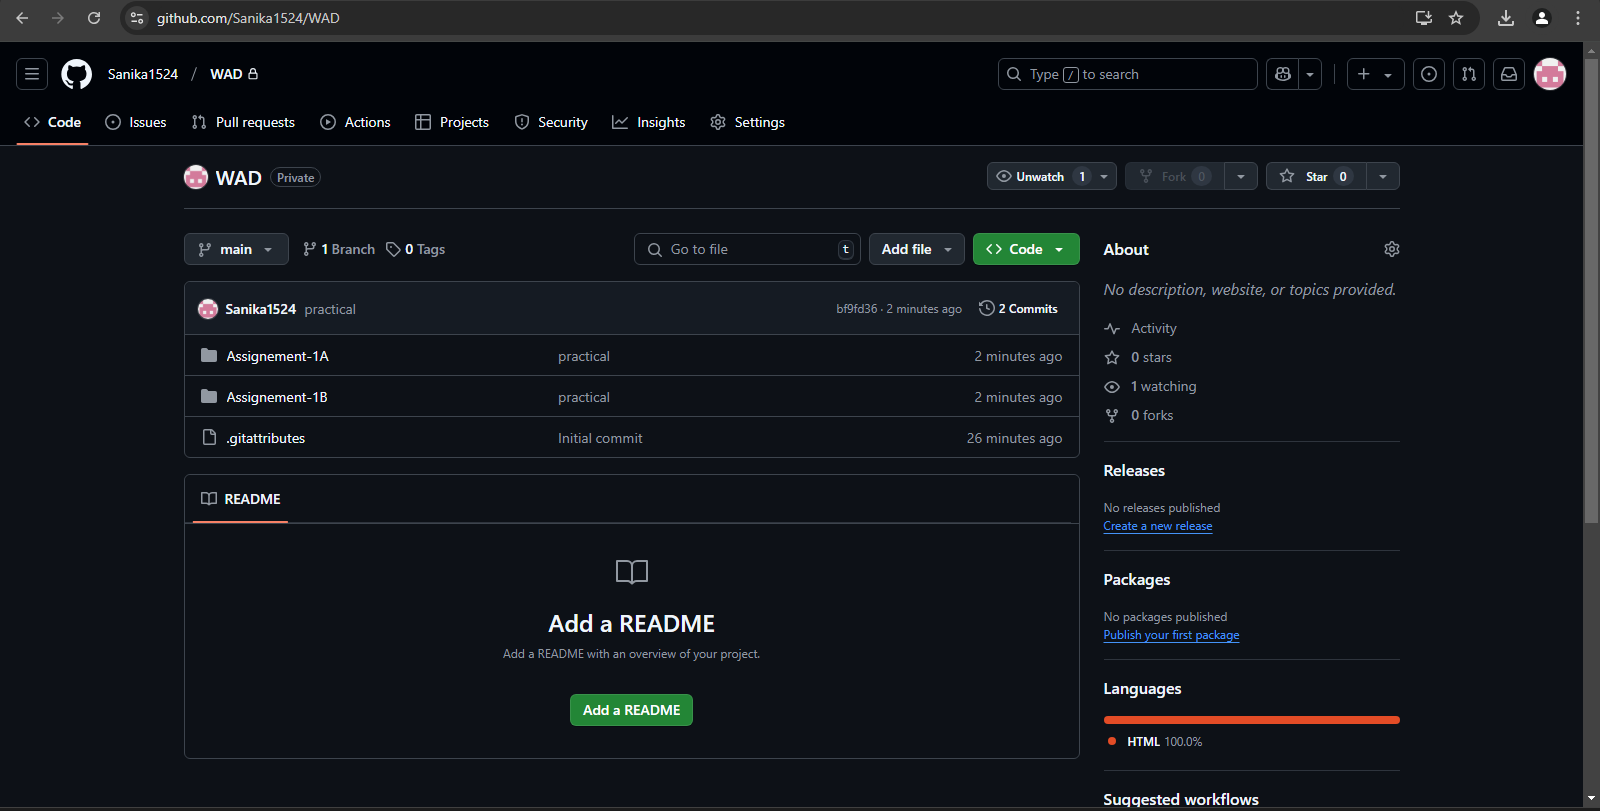 github.com/Sanika1524/WAD
Sanika1524 / WAD
Type / to search
Code Issues Pull requests Actions Projects Security Insights Settings
WAD Private
Unwatch 1 Fork 0 Star 0
main 1 Branch 0 Tags Go to file t Add file Code
Sanika1524 practical bf9fd36 · 2 minutes ago 2 Commits
Assignement-1A practical 2 minutes ago
Assignement-1B practical 2 minutes ago
.gitattributes Initial commit 26 minutes ago
README
Add a README
Add a README with an overview of your project.
Add a README
About
No description, website, or topics provided.
Activity
0 stars
1 watching
0 forks
Releases
No releases published
Create a new release
Packages
No packages published
Publish your first package
Languages
HTML 100.0%
Suggested workflows